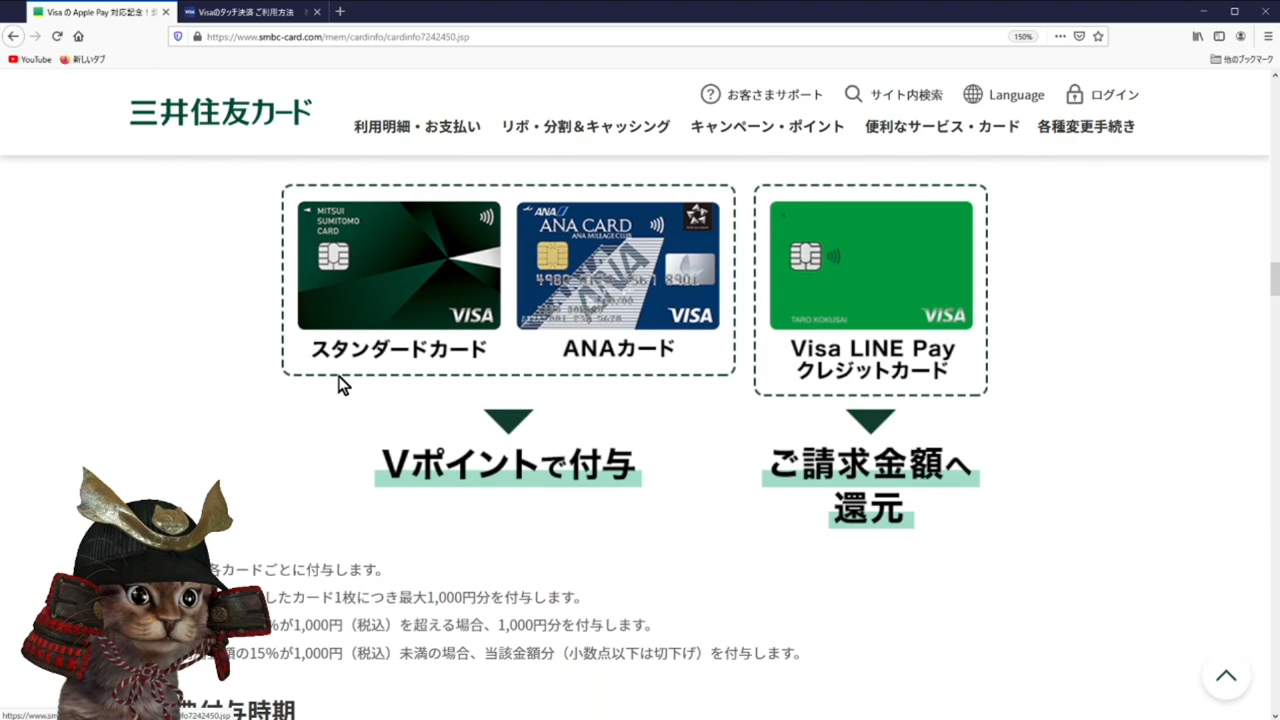 Visa の Apple Pay 対応記念！
Visaのタッチ決済 ご利用方法
https://www.smbc-card.com/mem/cardinfo/cardinfo7242450.jsp
150%
YouTube
新しいタブ
他のブックマーク
三井住友カード
お客さまサポート
サイト内検索
Language
ログイン
利用明細・お支払い
リボ・分割＆キャッシング
キャンペーン・ポイント
便利なサービス・カード
各種変更手続き
MITSUI
SUMITOMO
CARD
VISA
ANA
ANA CARD
ANA MILEAGE CLUB
ANA
VISA
TARO KOKUSAI
VISA
スタンダードカード
ANAカード
Visa LINE Pay
クレジットカード
Vポイントで付与
ご請求金額へ
還元
各カードごとに付与します。
したカード1枚につき最大1,000円分を付与します。
%が1,000円（税込）を超える場合、1,000円分を付与します。
額の15%が1,000円（税込）未満の場合、当該金額分（小数点以下は切下げ）を付与します。
付与時期
https://www.sm
nfo7242450.jsp